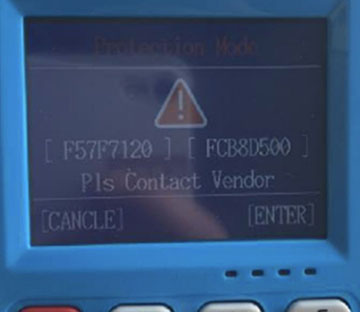 Protection Mode
[ F57F7120 ] [ FCB8D500 ]
Pls Contact Vendor
[CANCLE] [ENTER]